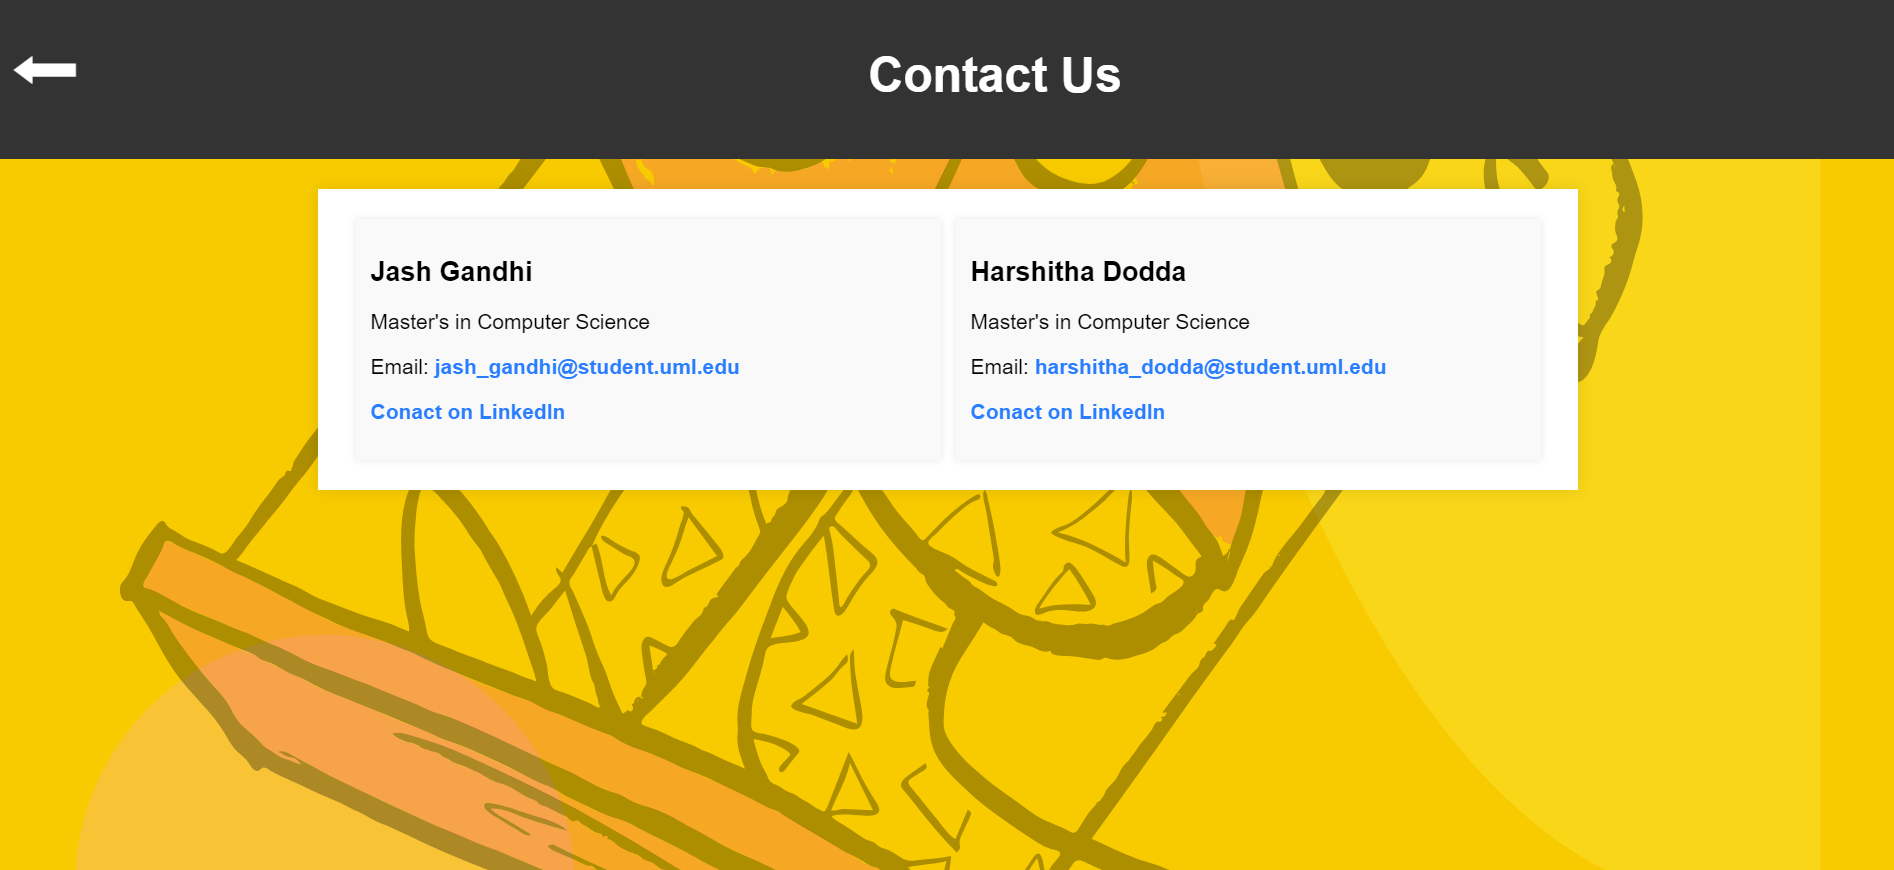 Contact Us
Jash Gandhi
Master's in Computer Science
Email: jash_gandhi@student.uml.edu
Conact on LinkedIn
Harshitha Dodda
Master's in Computer Science
Email: harshitha_dodda@student.uml.edu
Conact on LinkedIn